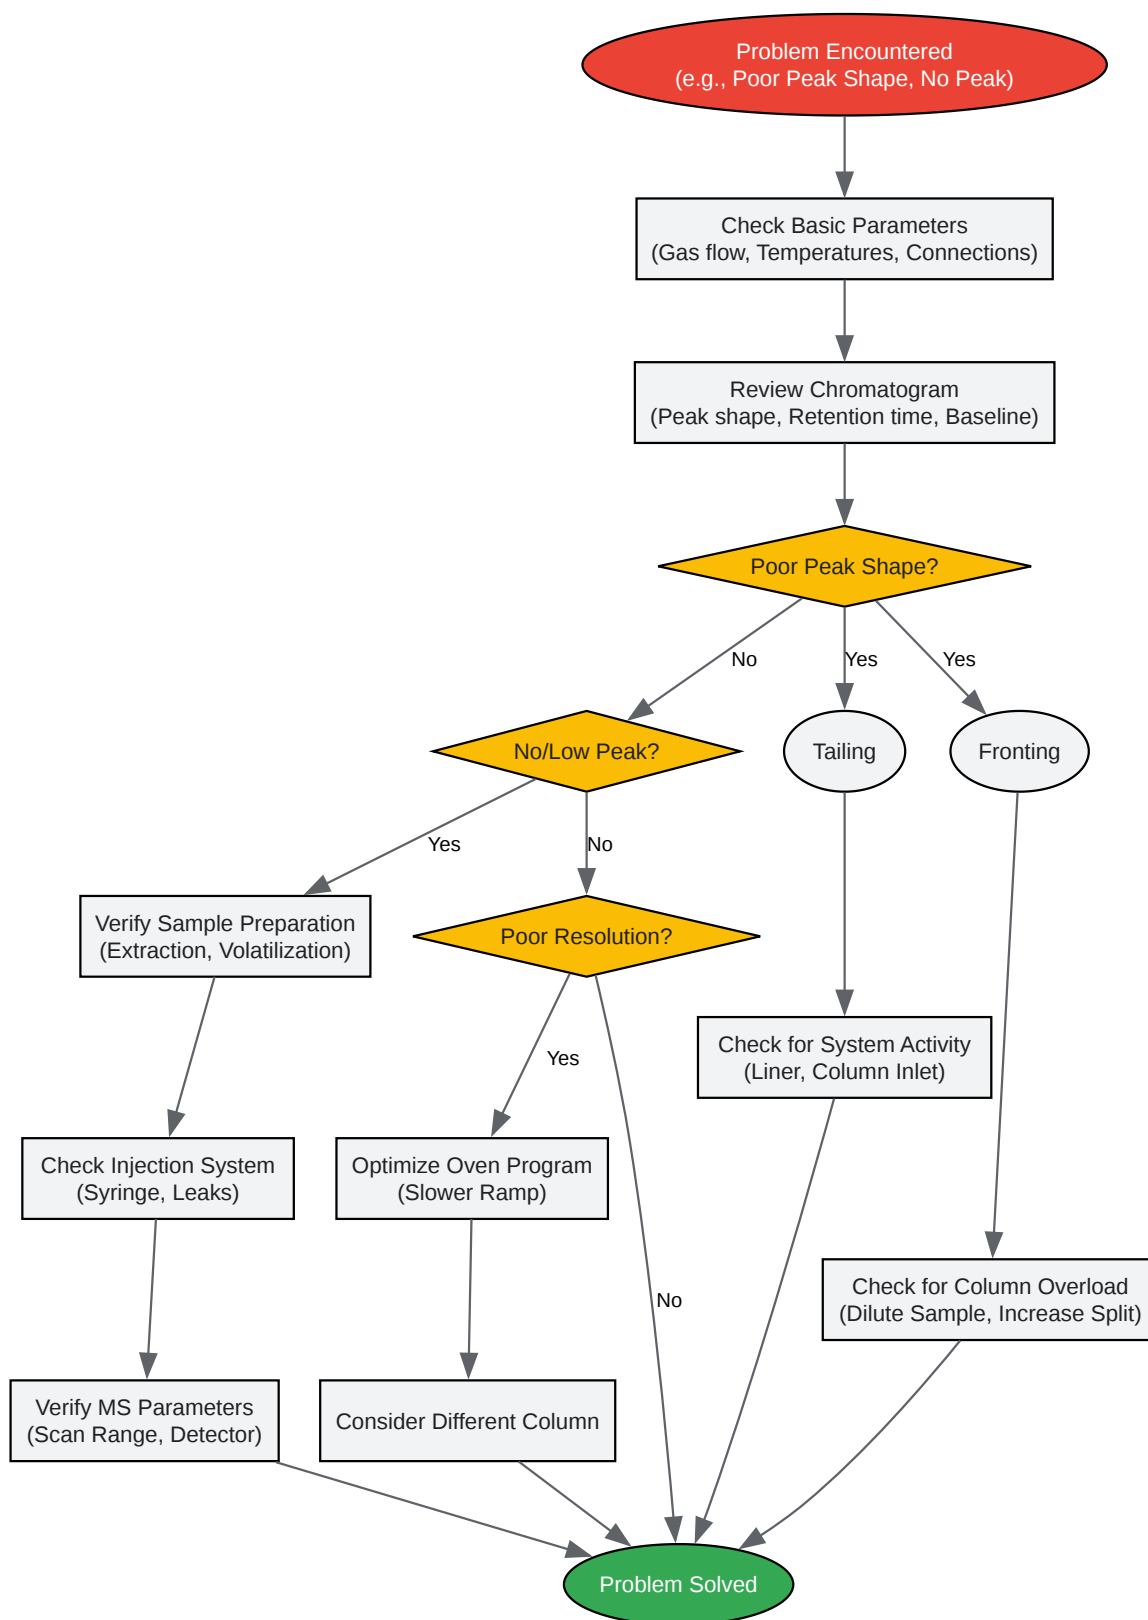 Problem Encountered
(e.g., Poor Peak Shape, No Peak)
Check Basic Parameters
(Gas flow, Temperatures, Connections)
Review Chromatogram
(Peak shape, Retention time, Baseline)
Poor Peak Shape?
No
Yes
Yes
No/Low Peak?
Tailing
Fronting
Yes
No
Verify Sample Preparation
(Extraction, Volatilization)
Poor Resolution?
Check for System Activity
(Liner, Column Inlet)
Yes
Check Injection System
(Syringe, Leaks)
Optimize Oven Program
(Slower Ramp)
No
Check for Column Overload
(Dilute Sample, Increase Split)
Verify MS Parameters
(Scan Range, Detector)
Consider Different Column
Problem Solved